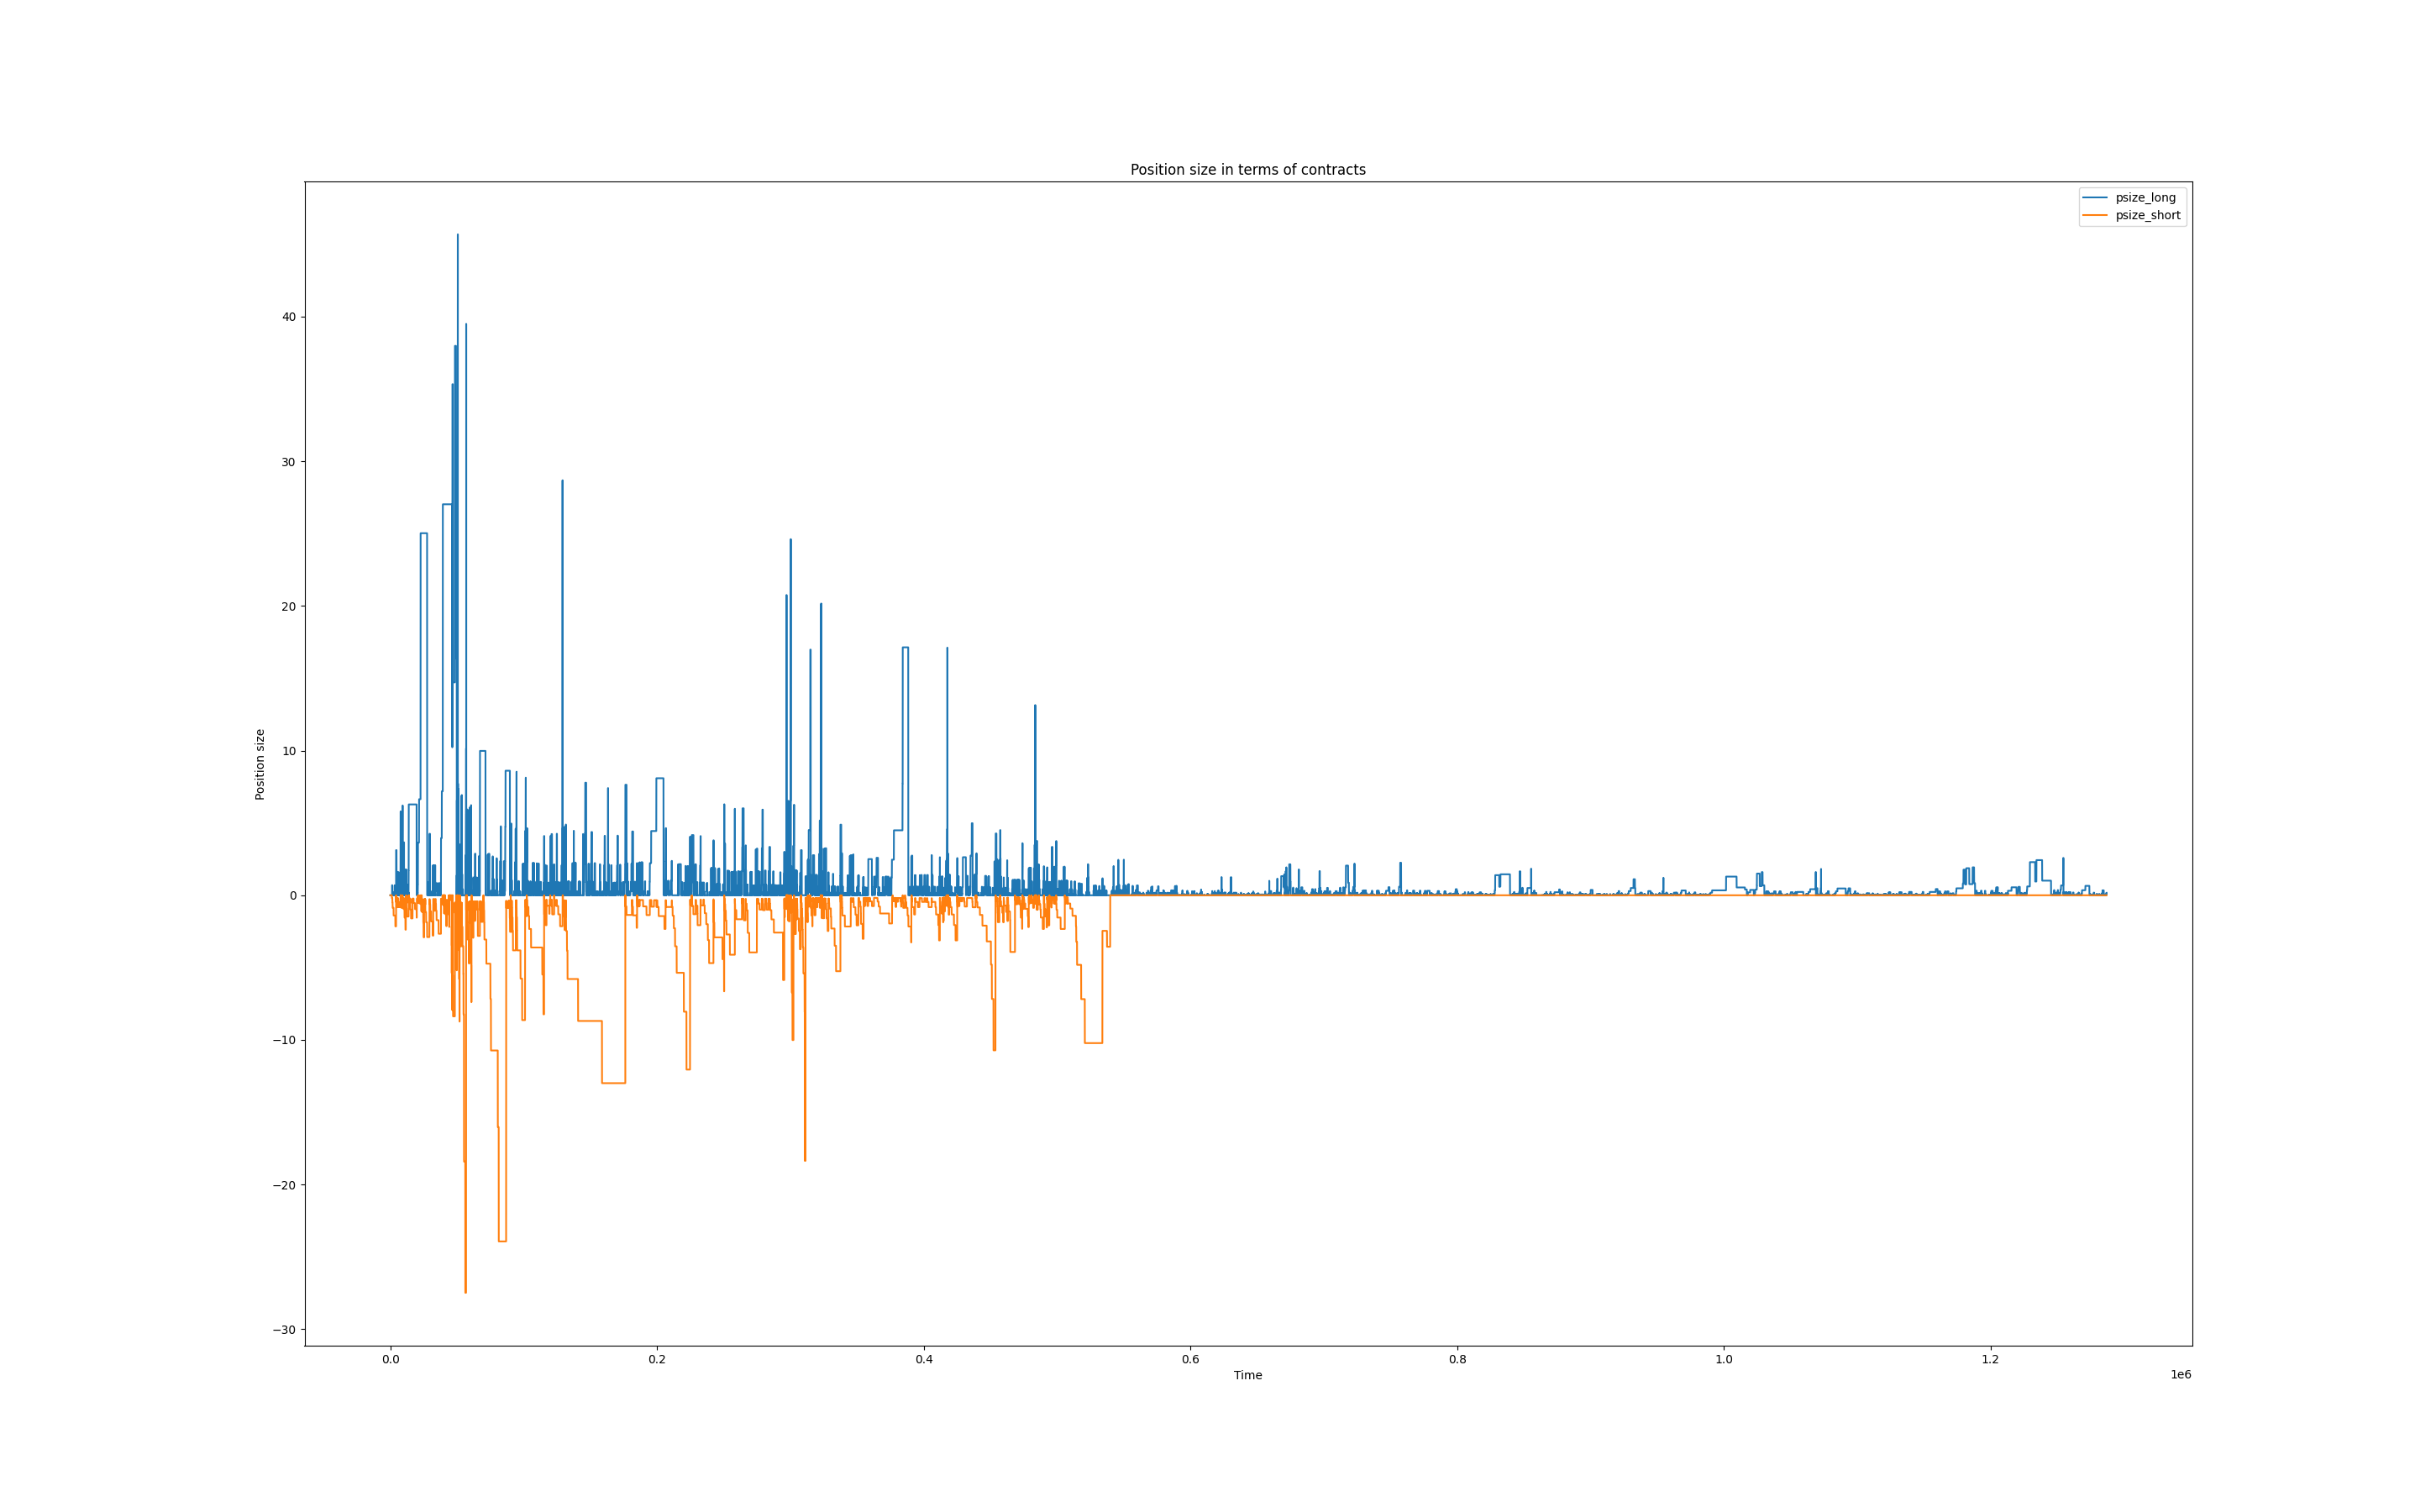 Position size in terms of contracts
psize_long
psize_short
Position size
40
30
20
10
0
−10
−20
−30
0.0
0.2
0.4
0.6
0.8
1.0
1.2
Time
1e6